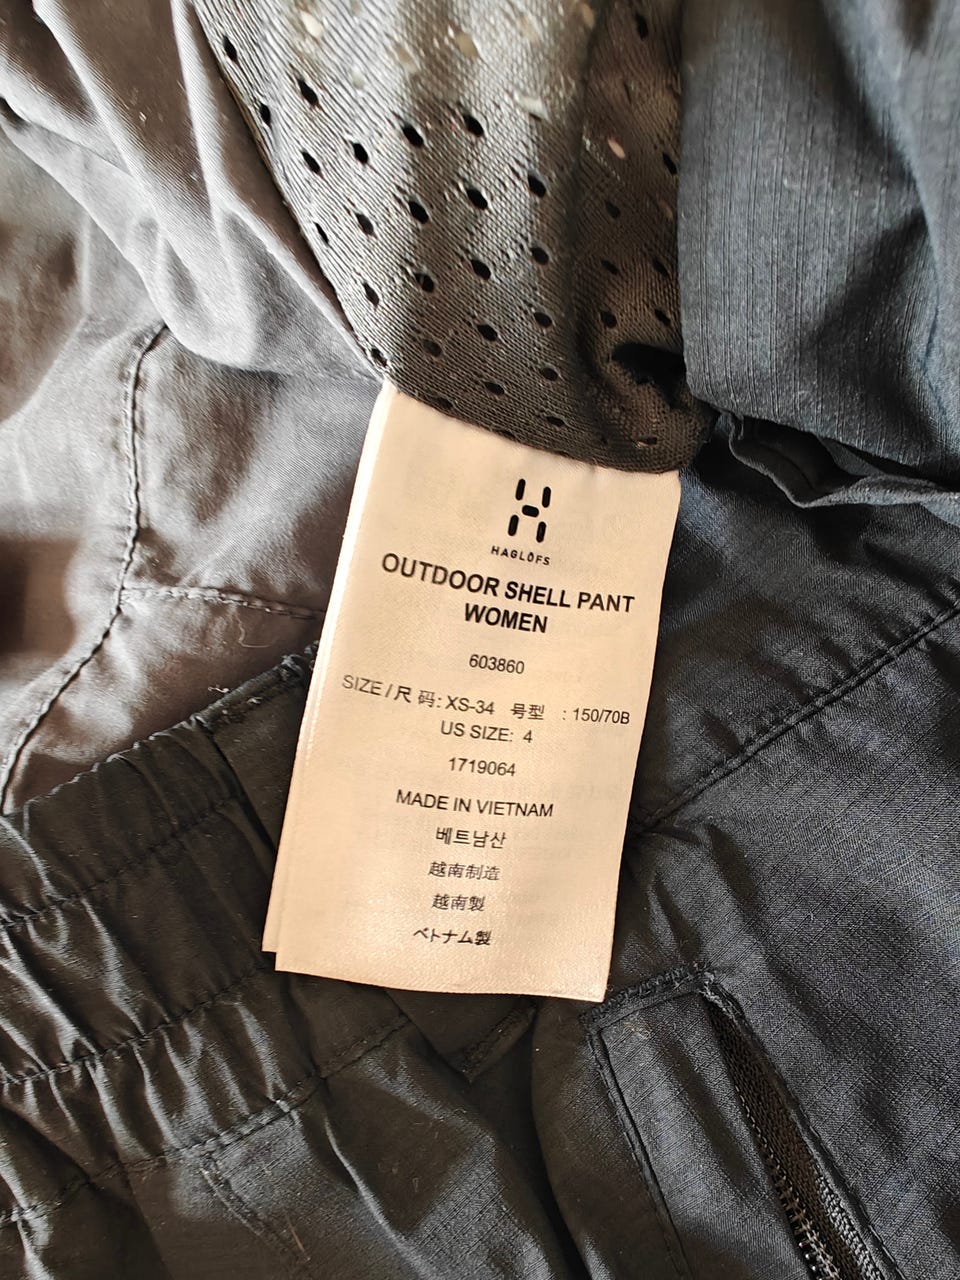 HAGLÖFS
OUTDOOR SHELL PANT
WOMEN
603860
SIZE / 尺 码: XS-34 号型 : 150/70B
US SIZE: 4
1719064
MADE IN VIETNAM
베트남산
越南制造
越南製
ベトナム製